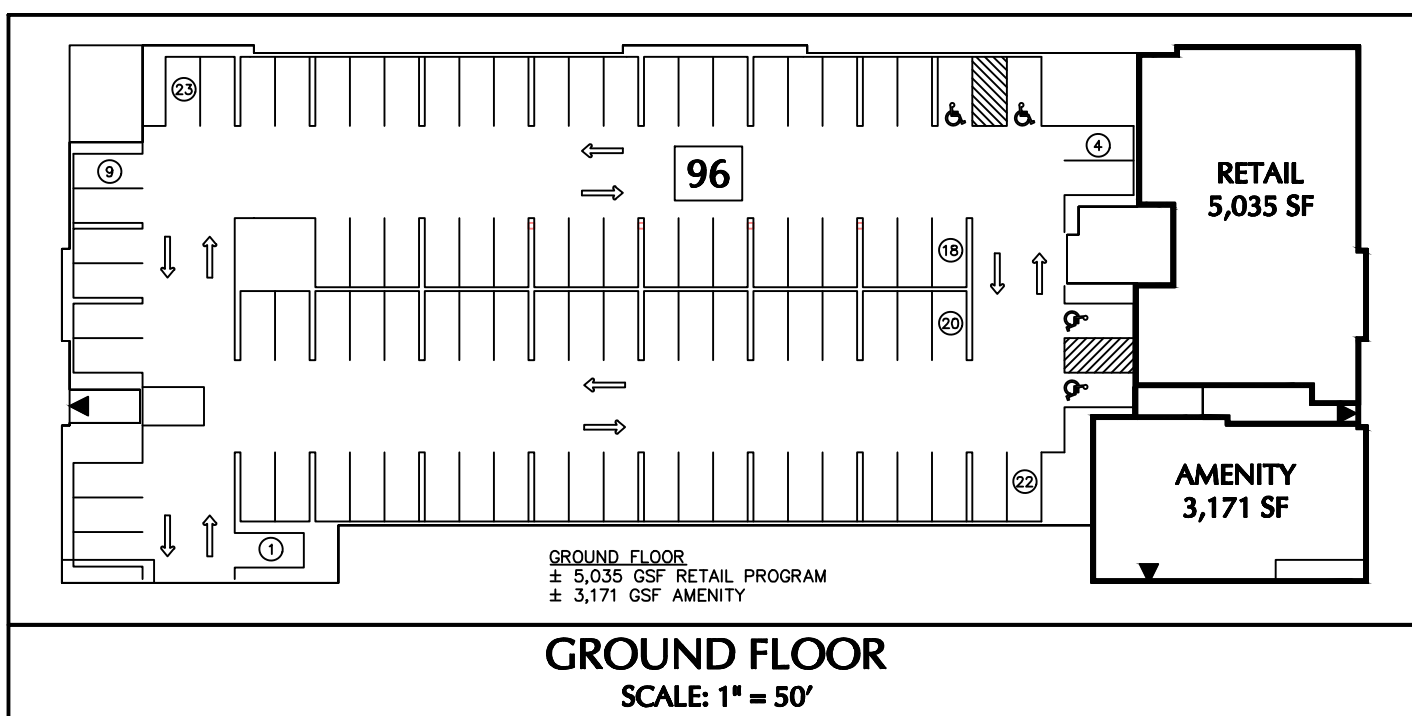 23
9
96
4
RETAIL
5,035 SF
18
20
22
AMENITY
3,171 SF
1
GROUND FLOOR
± 5,035 GSF RETAIL PROGRAM
± 3,171 GSF AMENITY
GROUND FLOOR
SCALE: 1" = 50'